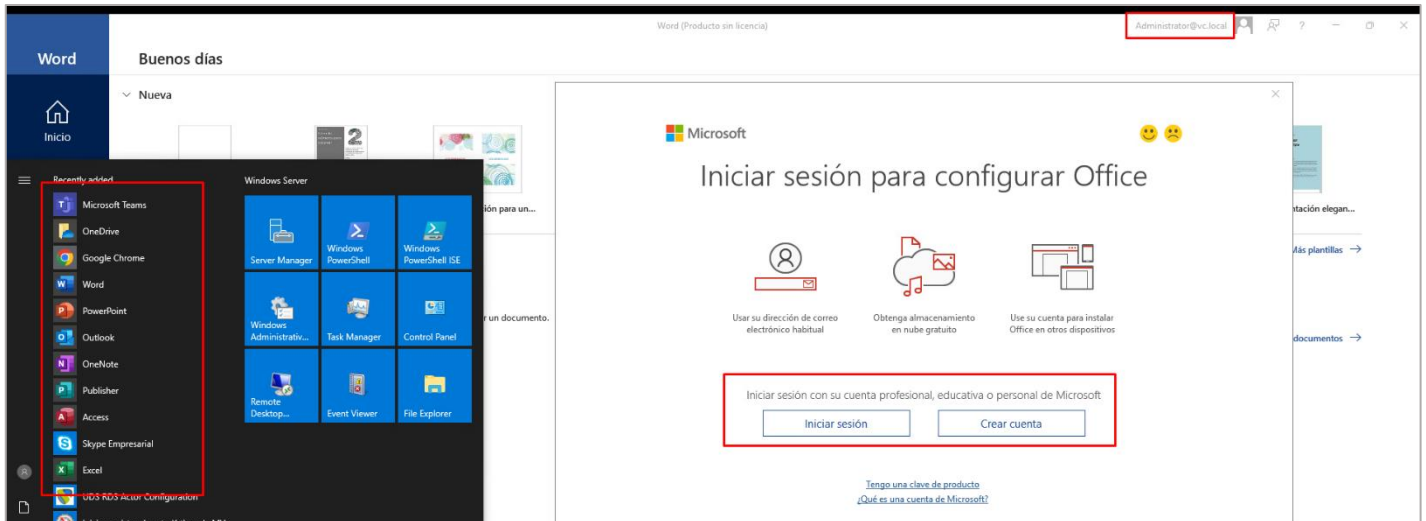 Word (Producto sin licencia)
Administrator@vc.local
?
Word
Buenos días
Nueva
Inicio
Microsoft
Iniciar sesión para configurar Office
Recently added
Windows Server
Microsoft Teams
OneDrive
Google Chrome
Word
PowerPoint
Outlook
OneNote
Publisher
Access
Skype Empresarial
Excel
UDS RDS Actor Configuration
Server Manager
Windows
PowerShell
Windows
PowerShell ISE
Windows
Administrativ...
Task Manager
Control Panel
Remote
Desktop...
Event Viewer
File Explorer
ión para un...
r un documento.
Usar su dirección de correo
electrónico habitual
Obtenga almacenamiento
en nube gratuito
Use su cuenta para instalar
Office en otros dispositivos
Iniciar sesión con su cuenta profesional, educativa o personal de Microsoft
Iniciar sesión
Crear cuenta
Tengo una clave de producto
¿Qué es una cuenta de Microsoft?
ntación elegan...
Más plantillas
documentos